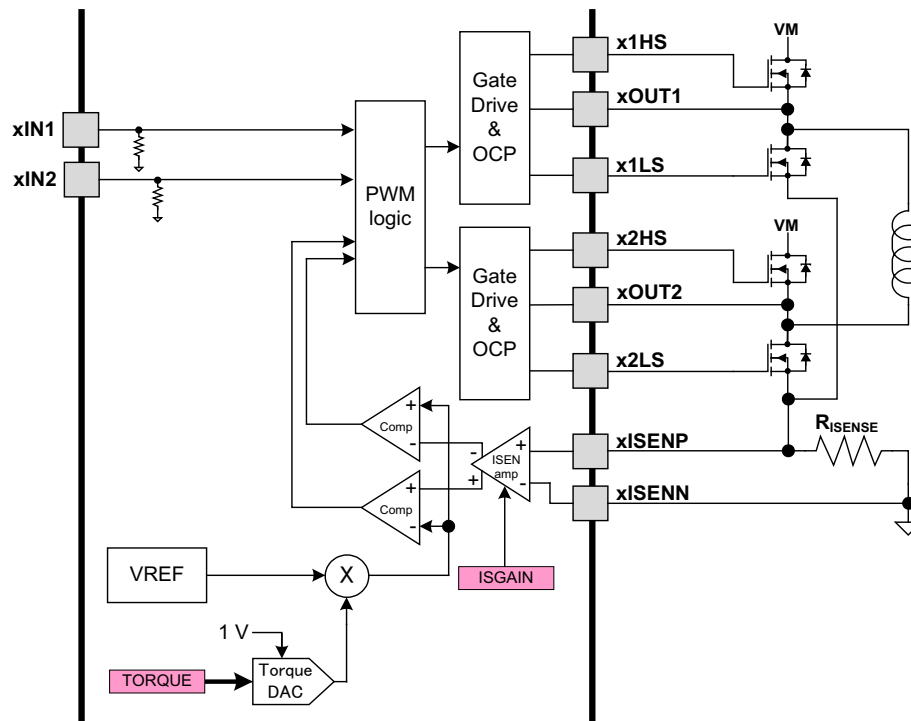 x1HS
VM
Gate
Drive
&
OCP
xOUT1
xIN1
x1LS
xIN2
PWM
logic
x2HS
VM
Gate
Drive
&
OCP
xOUT2
x2LS
+
Comp
-
xISENP
RISENSE
-
+
ISEN
amp
+
-
+
Comp
-
xISENN
VREF
X
ISGAIN
1 V
TORQUE
Torque
DAC